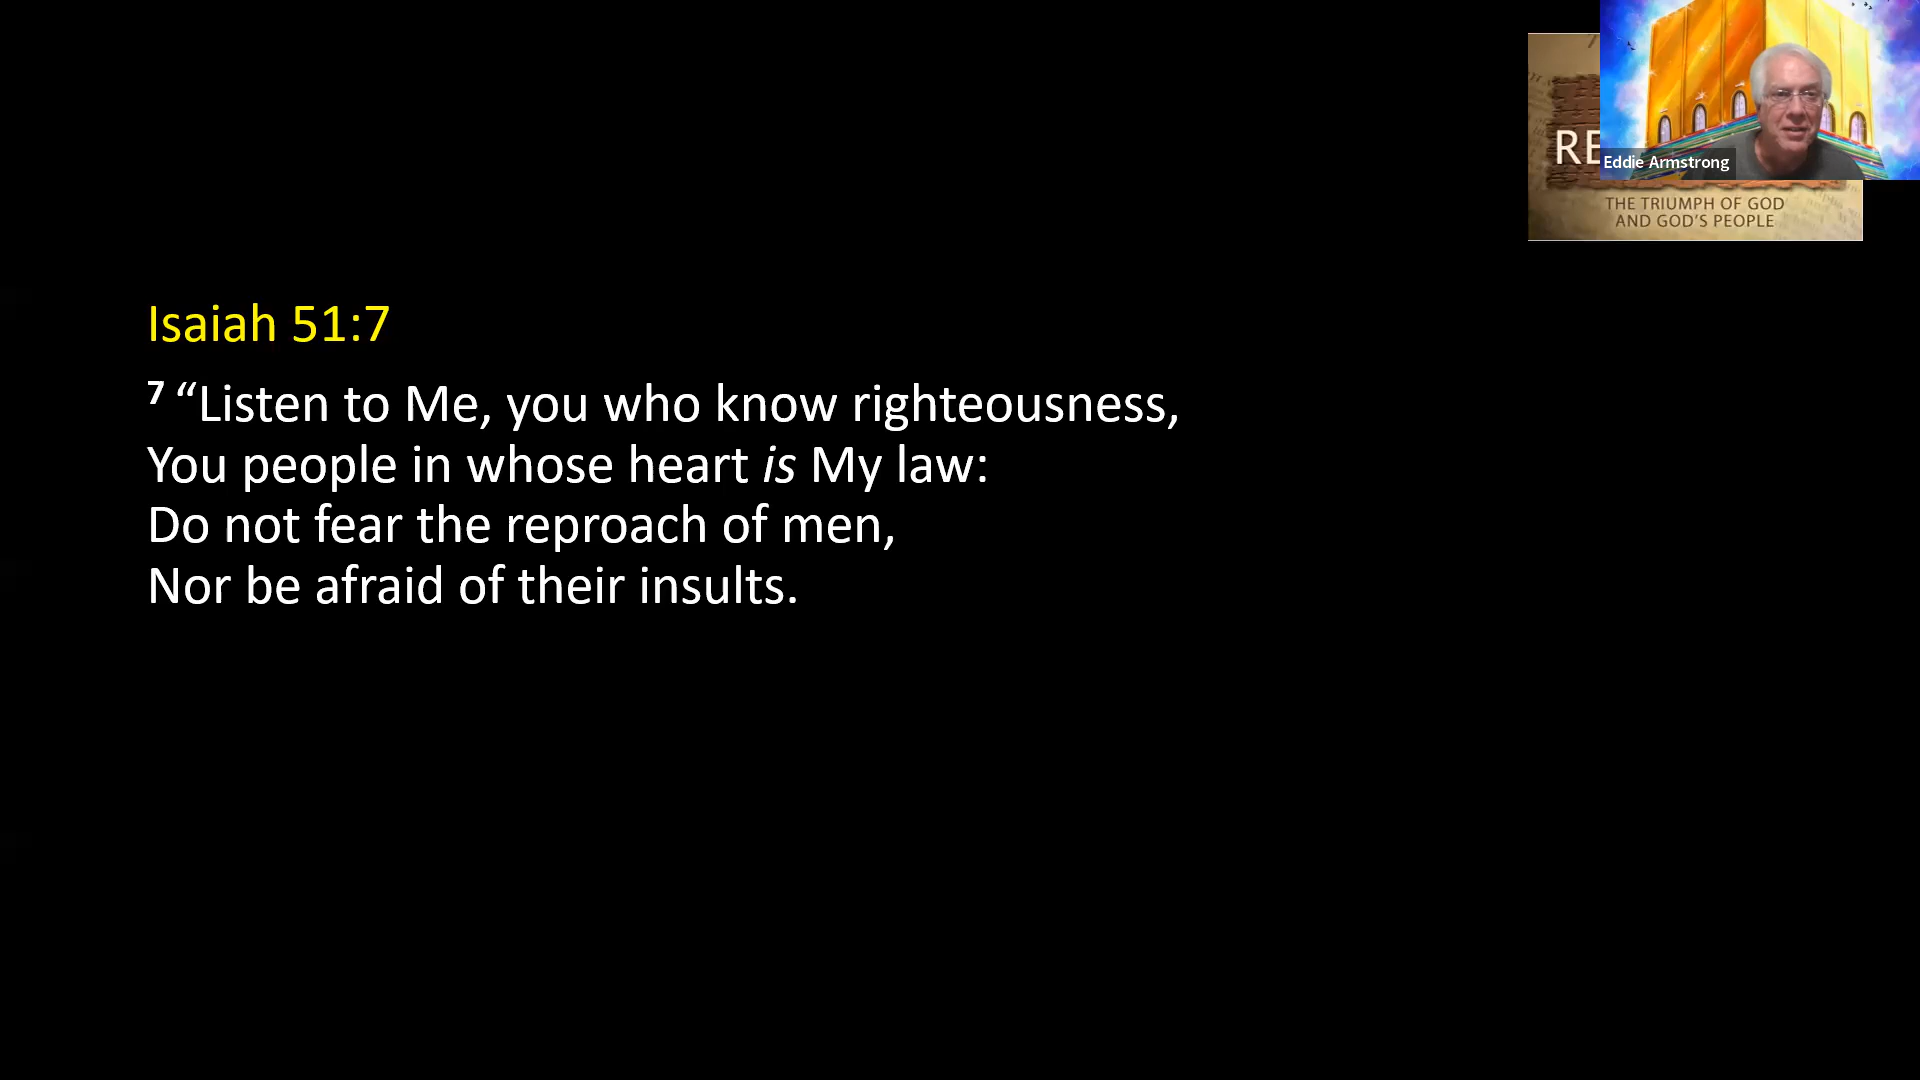 RE
Eddie Armstrong
THE TRIUMPH OF GOD
AND GOD'S PEOPLE
Isaiah 51:7
7 “Listen to Me, you who know righteousness,
You people in whose heart is My law:
Do not fear the reproach of men,
Nor be afraid of their insults.